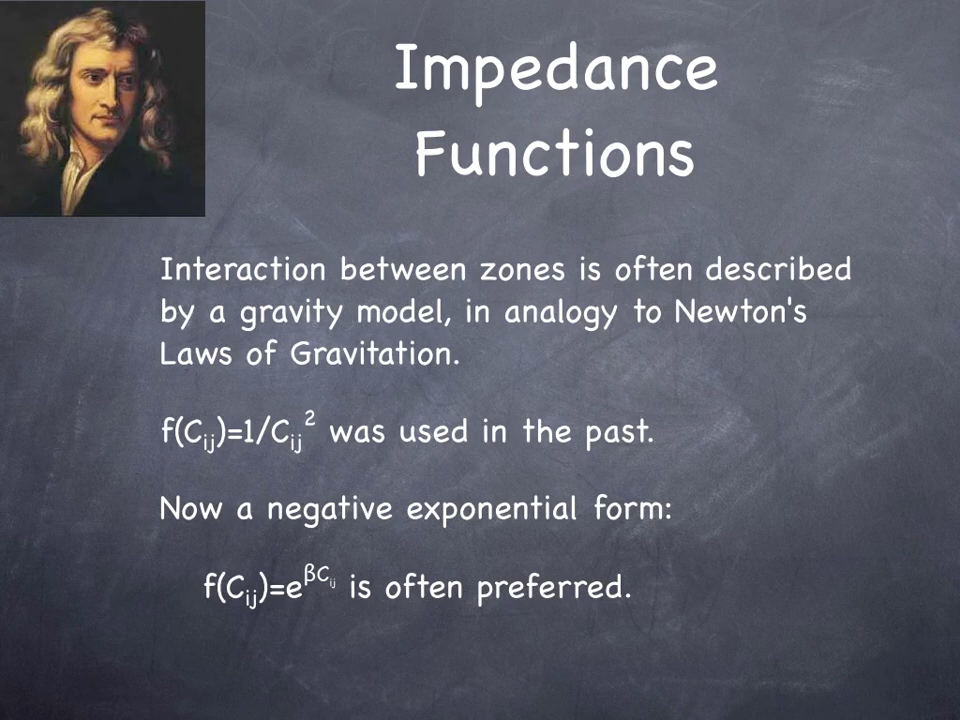 Impedance
Functions
Interaction between zones is often described
by a gravity model, in analogy to Newton's
Laws of Gravitation.
f(Cᵢⱼ)=1/Cᵢⱼ² was used in the past.
Now a negative exponential form:
f(Cᵢⱼ)=e^βCᵢⱼ is often preferred.